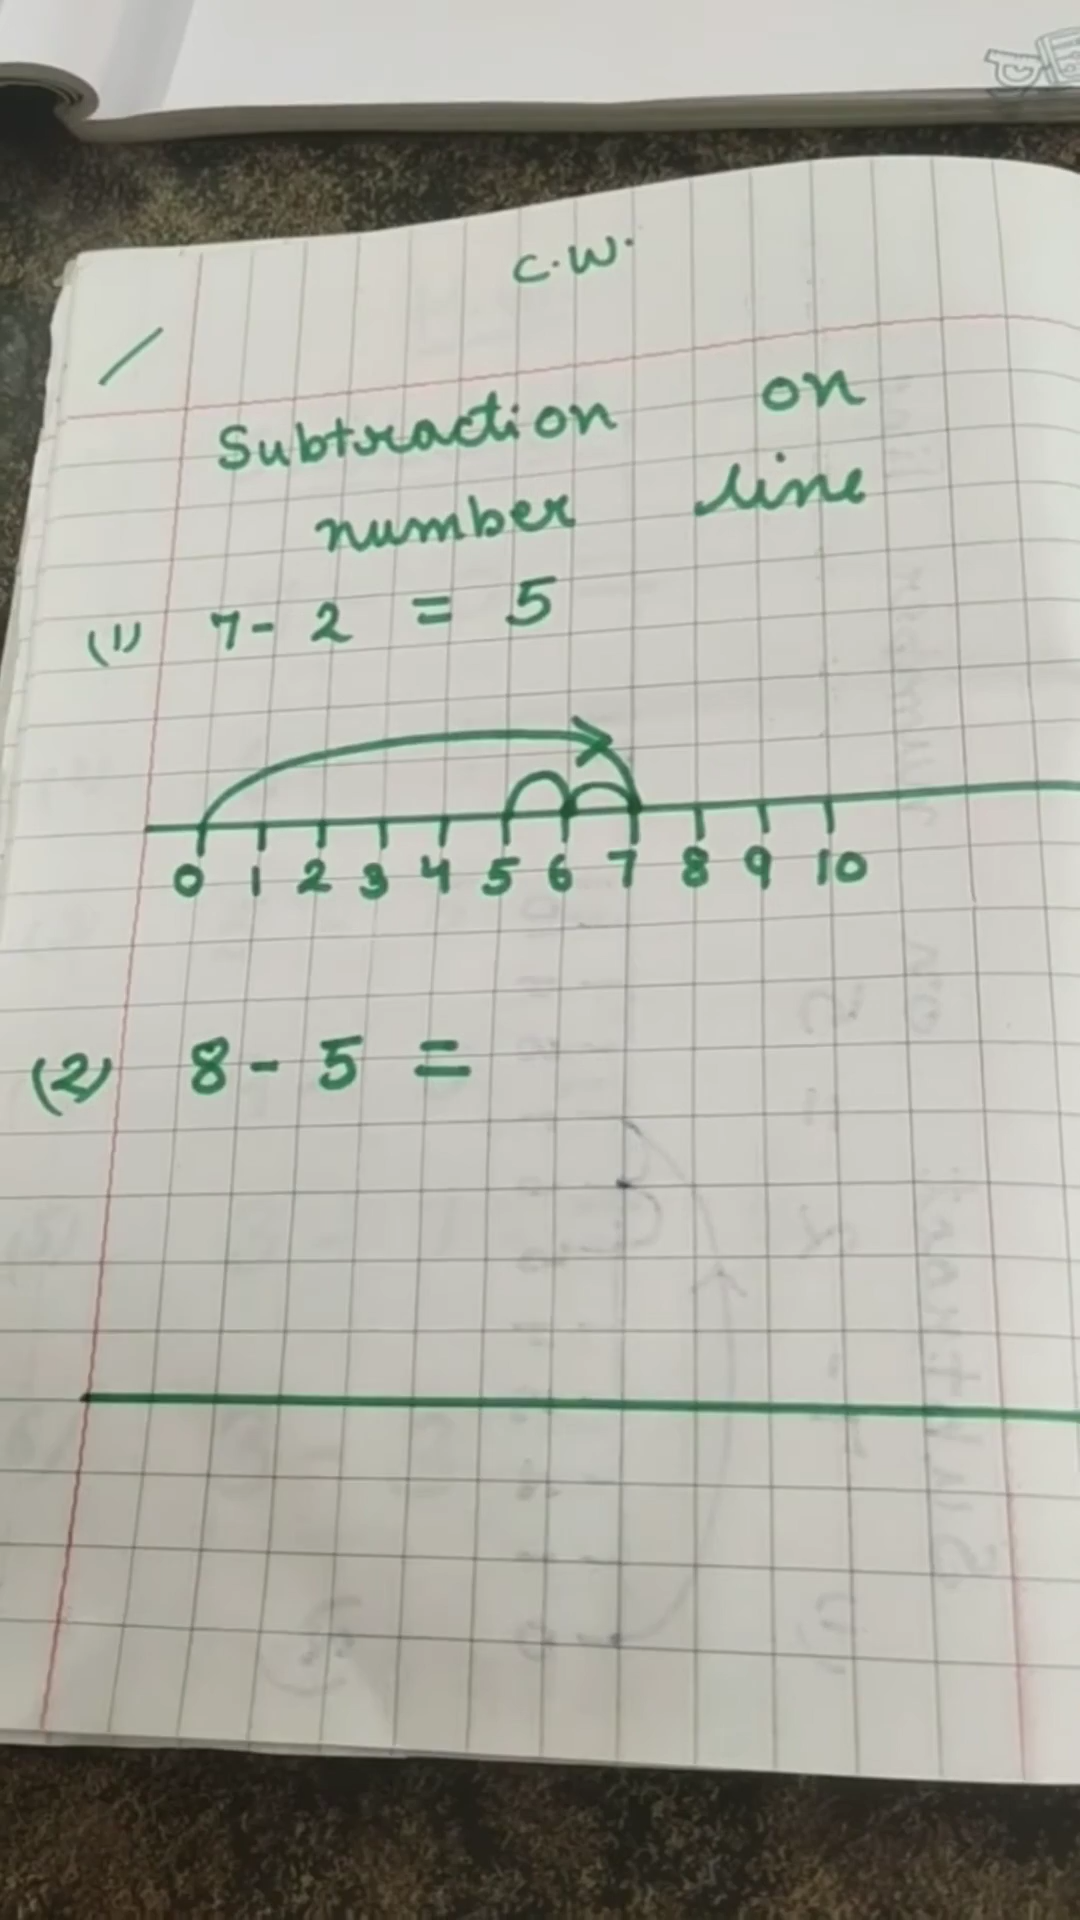 C.W.
Subtraction on
number line
(1) 7 - 2 = 5
0 1 2 3 4 5 6 7 8 9 10
(2) 8 - 5 =